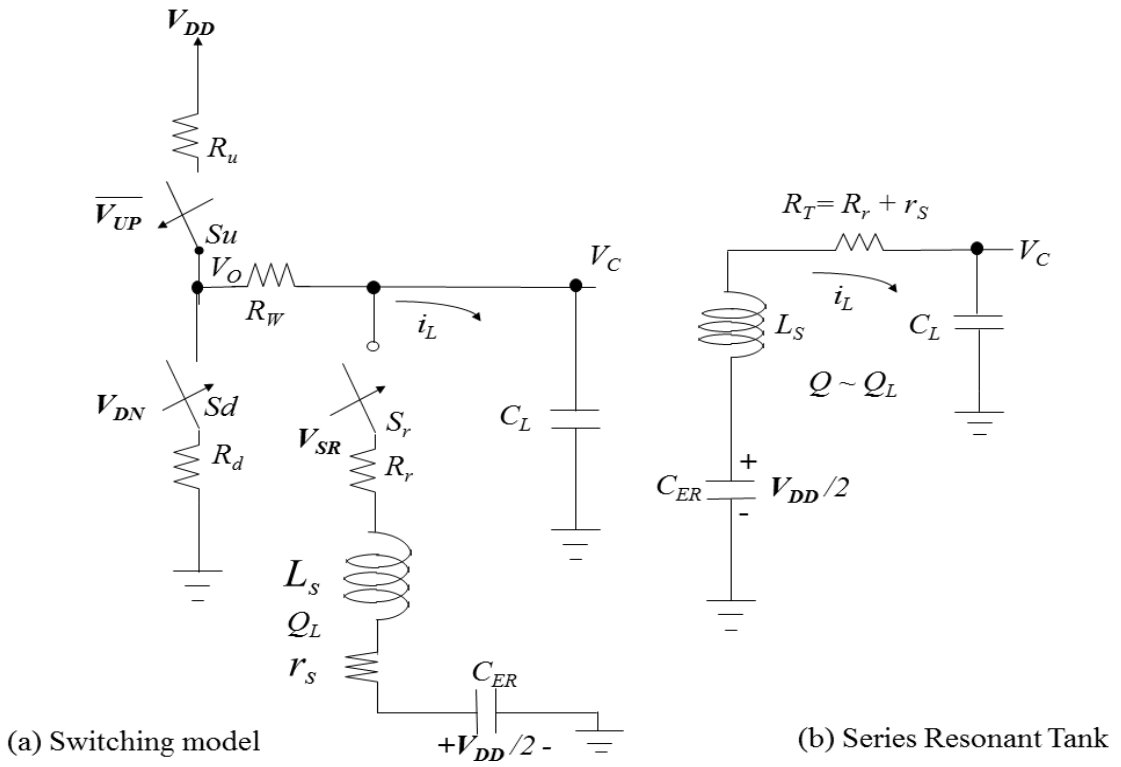 V_DD
R_u
\overline{V_UP}
Su
V_O
R_W
i_L
V_C
V_DN
Sd
R_d
V_SR
S_r
R_r
C_L
L_s
Q_L
r_s
C_ER
+V_DD/2 -
(a) Switching model
R_T= R_r + r_S
V_C
i_L
L_S
C_L
Q ~ Q_L
+
C_ER
V_DD/2
-
(b) Series Resonant Tank